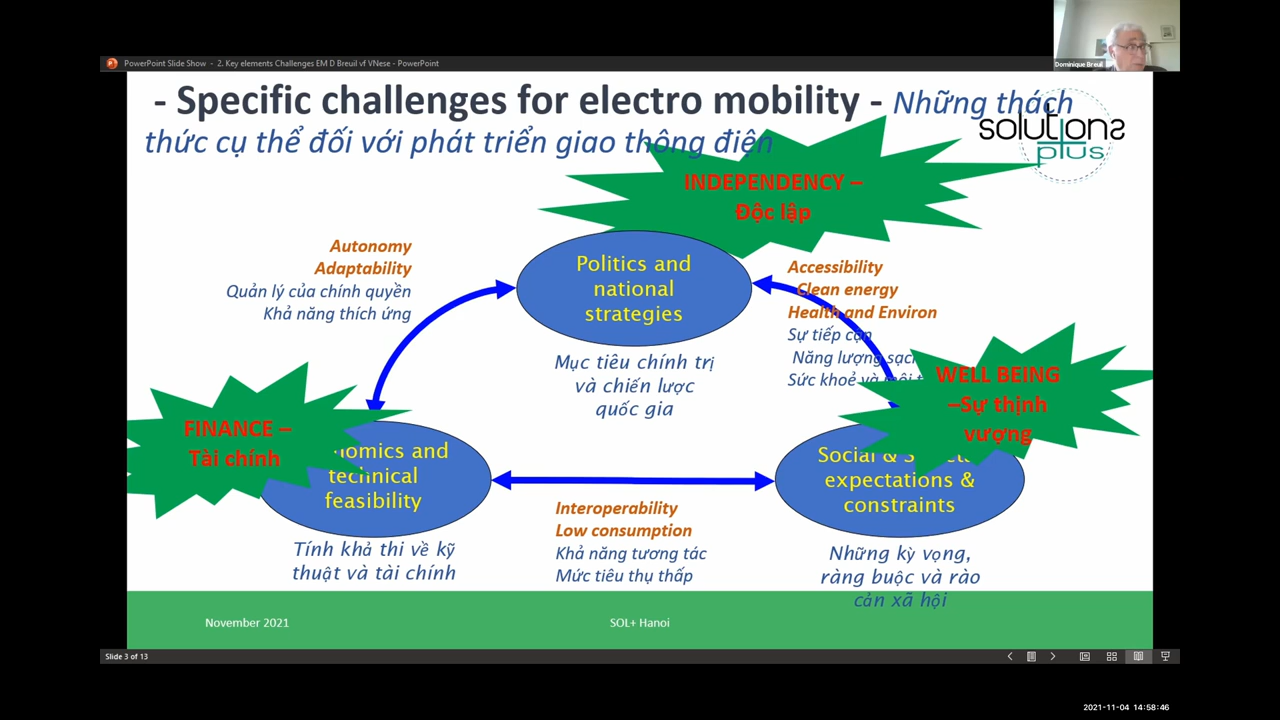 Dominique Breuil
PowerPoint Slide Show - 2. Key elements Challenges EM D Breuil vf VNese - PowerPoint
- Specific challenges for electro mobility - Những thách
thức cụ thể đối với phát triển giao thông điện
solutions
plus
INDEPENDENCY –
Độc lập
Autonomy
Adaptability
Quản lý của chính quyền
Khả năng thích ứng
Politics and
national
strategies
Mục tiêu chính trị
và chiến lược
quốc gia
Accessibility
Clean energy
Health and Environ
Sự tiếp cận
Năng lượng sạch
Sức khoẻ và
WELL BEING
–Sự thịnh
vượng
FINANCE –
Tài chính
nomics and
technical
feasibility
Tính khả thi về kỹ
thuật và tài chính
Interoperability
Low consumption
Khả năng tương tác
Mức tiêu thụ thấp
Social &
expectations &
constraints
Những kỳ vọng,
ràng buộc và rào
cản xã hội
November 2021
SOL+ Hanoi
Slide 3 of 13
2021-11-04 14:58:46